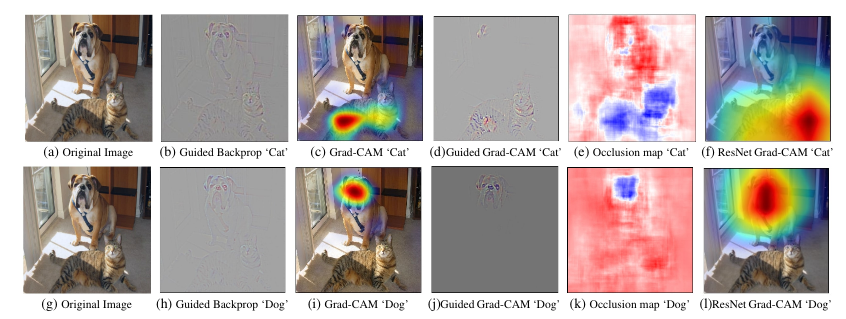 (a) Original Image (b) Guided Backprop ‘Cat’ (c) Grad-CAM ‘Cat’ (d)Guided Grad-CAM ‘Cat’ (e) Occlusion map ‘Cat’ (f) ResNet Grad-CAM ‘Cat’
(g) Original Image (h) Guided Backprop ‘Dog’ (i) Grad-CAM ‘Dog’ (j)Guided Grad-CAM ‘Dog’ (k) Occlusion map ‘Dog’ (l)ResNet Grad-CAM ‘Dog’